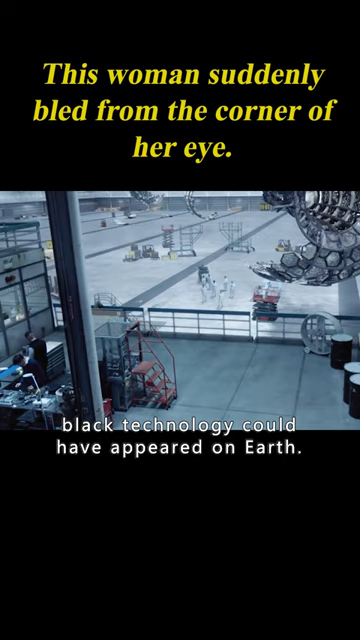 This woman suddenly
bled from the corner of
her eye.
black technology could
have appeared on Earth.